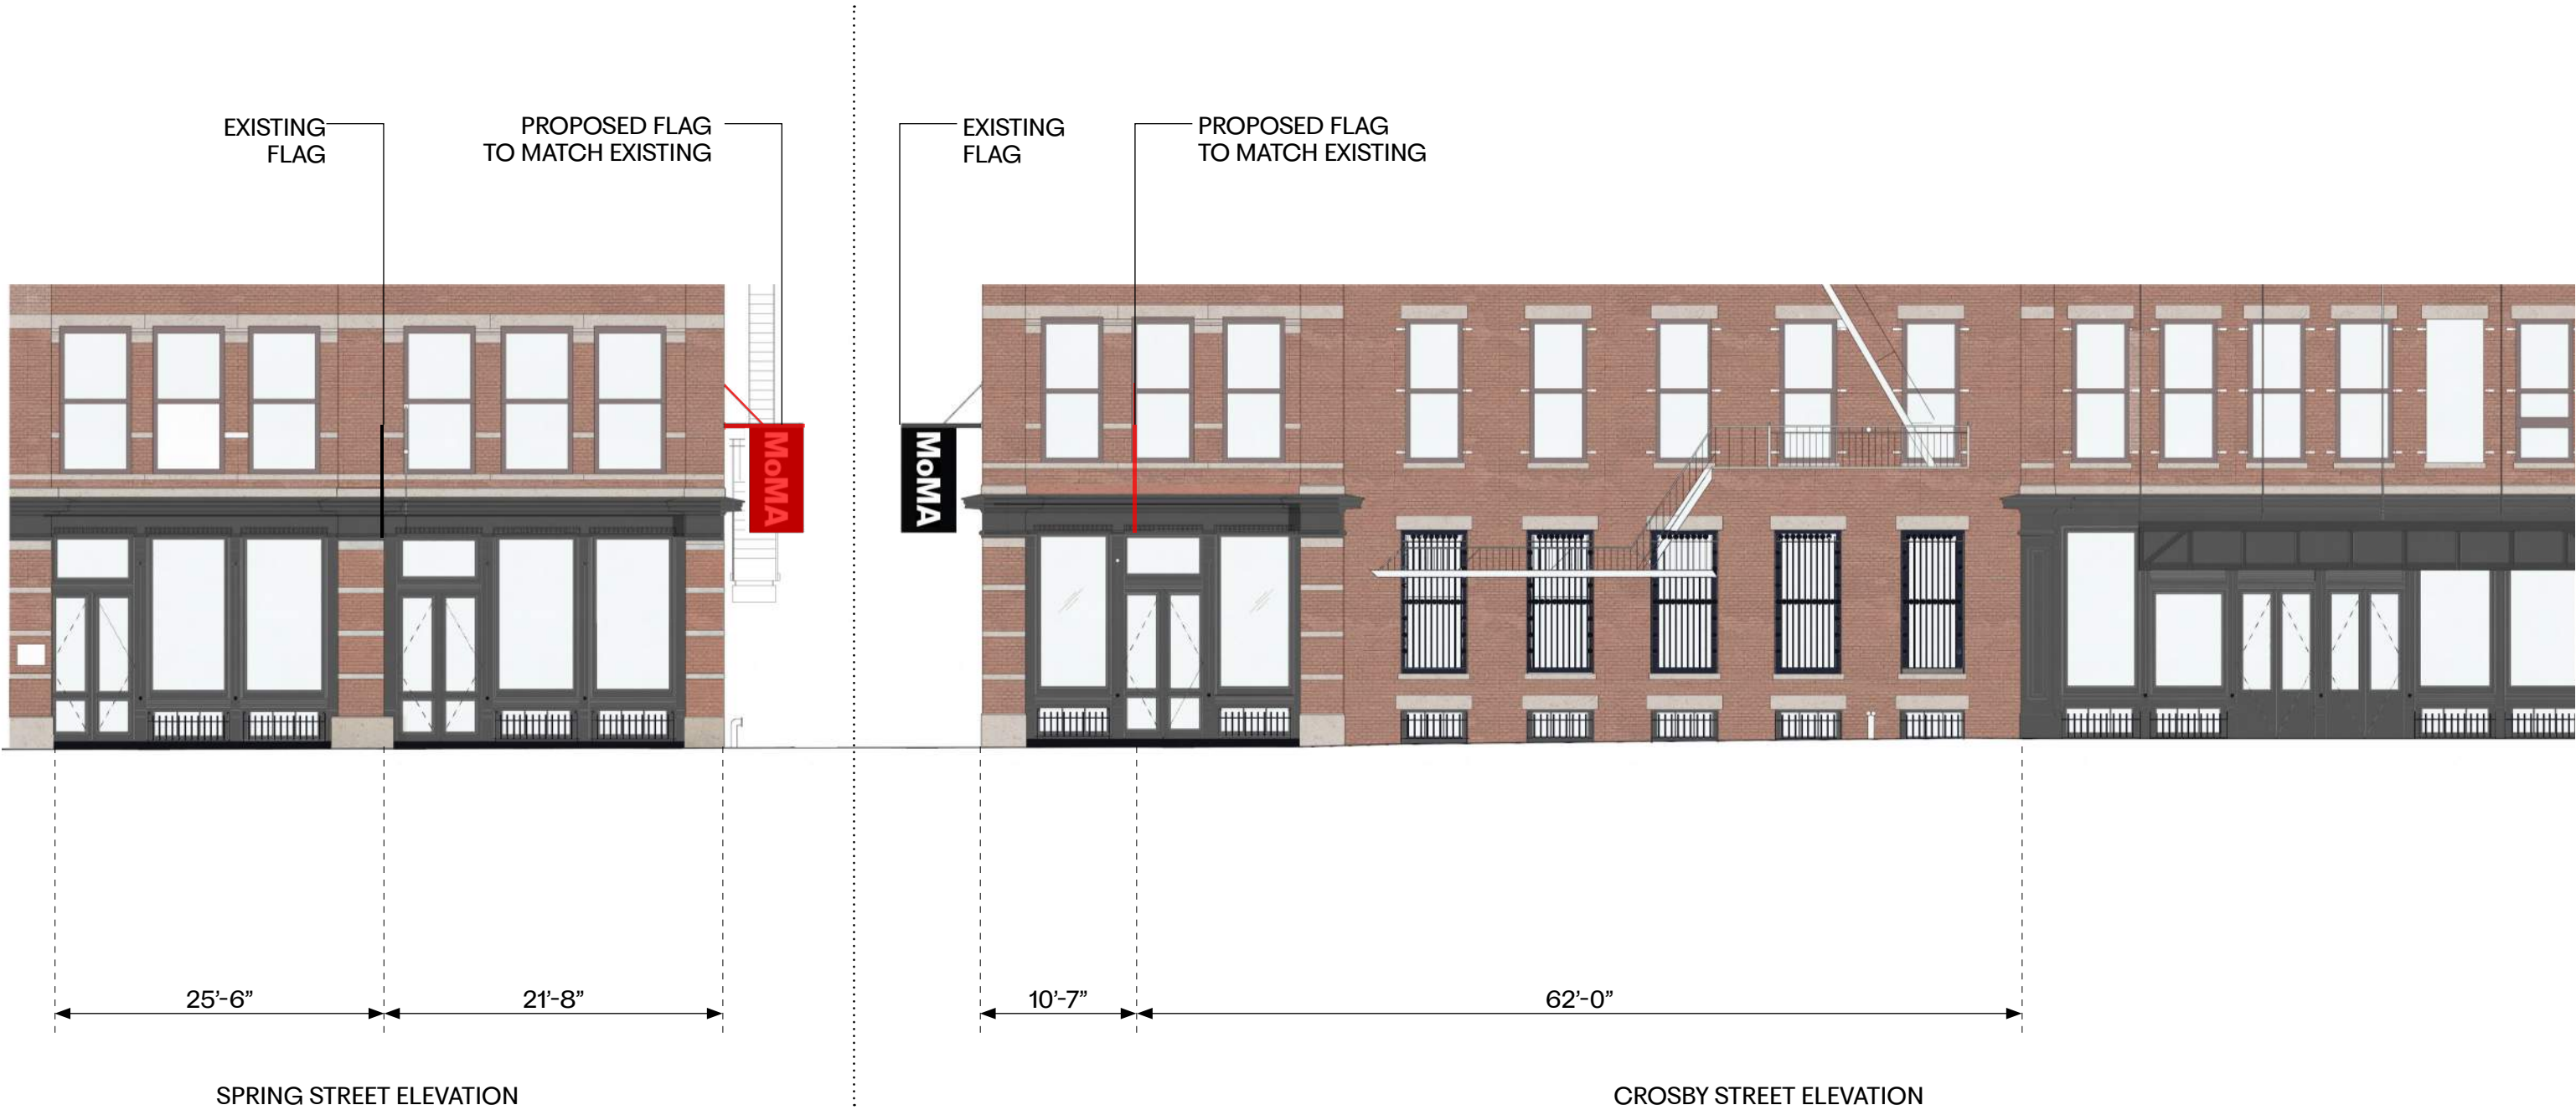 EXISTING
FLAG
PROPOSED FLAG
TO MATCH EXISTING
EXISTING
FLAG
PROPOSED FLAG
TO MATCH EXISTING
MoMA
MoMA
25’-6”
21’-8”
10’-7”
62’-0”
SPRING STREET ELEVATION
CROSBY STREET ELEVATION